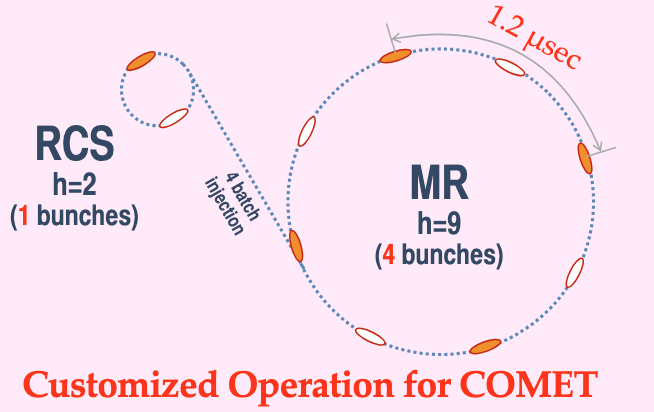 1.2 μsec
RCS
h=2
(1 bunches)
4 batch
injection
MR
h=9
(4 bunches)
Customized Operation for COMET